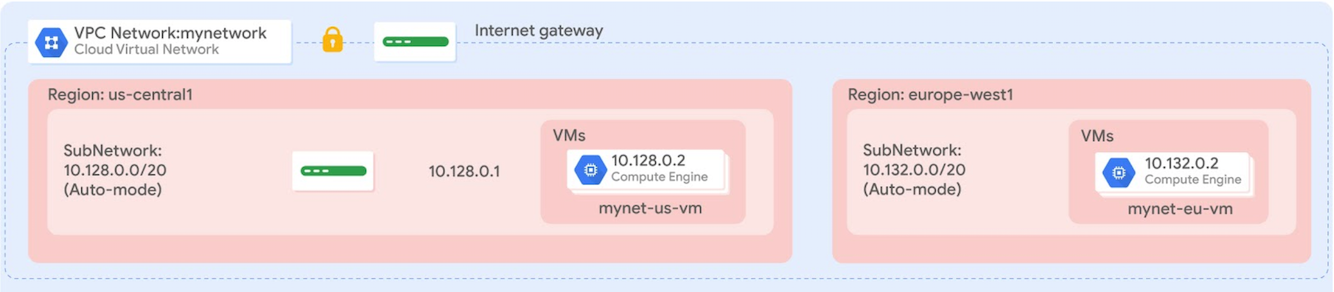 VPC Network:mynetwork
Cloud Virtual Network
Internet gateway
Region: us-central1
SubNetwork:
10.128.0.0/20
(Auto-mode)
10.128.0.1
VMs
10.128.0.2
Compute Engine
mynet-us-vm
Region: europe-west1
SubNetwork:
10.132.0.0/20
(Auto-mode)
VMs
10.132.0.2
Compute Engine
mynet-eu-vm